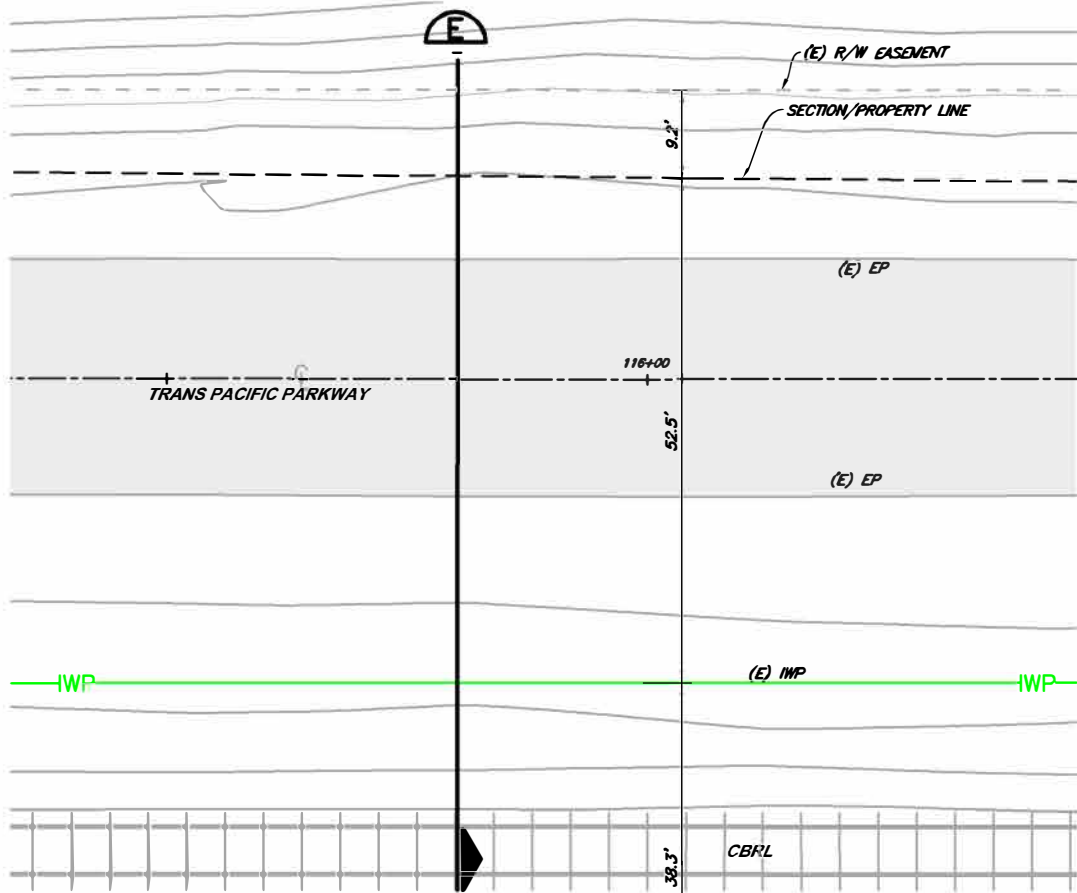 E
(E) R/W EASEMENT
SECTION/PROPERTY LINE
9.2'
(E) EP
116+00
TRANS PACIFIC PARKWAY
52.5'
(E) EP
(E) IWP
IWP
IWP
CBRL
38.3'